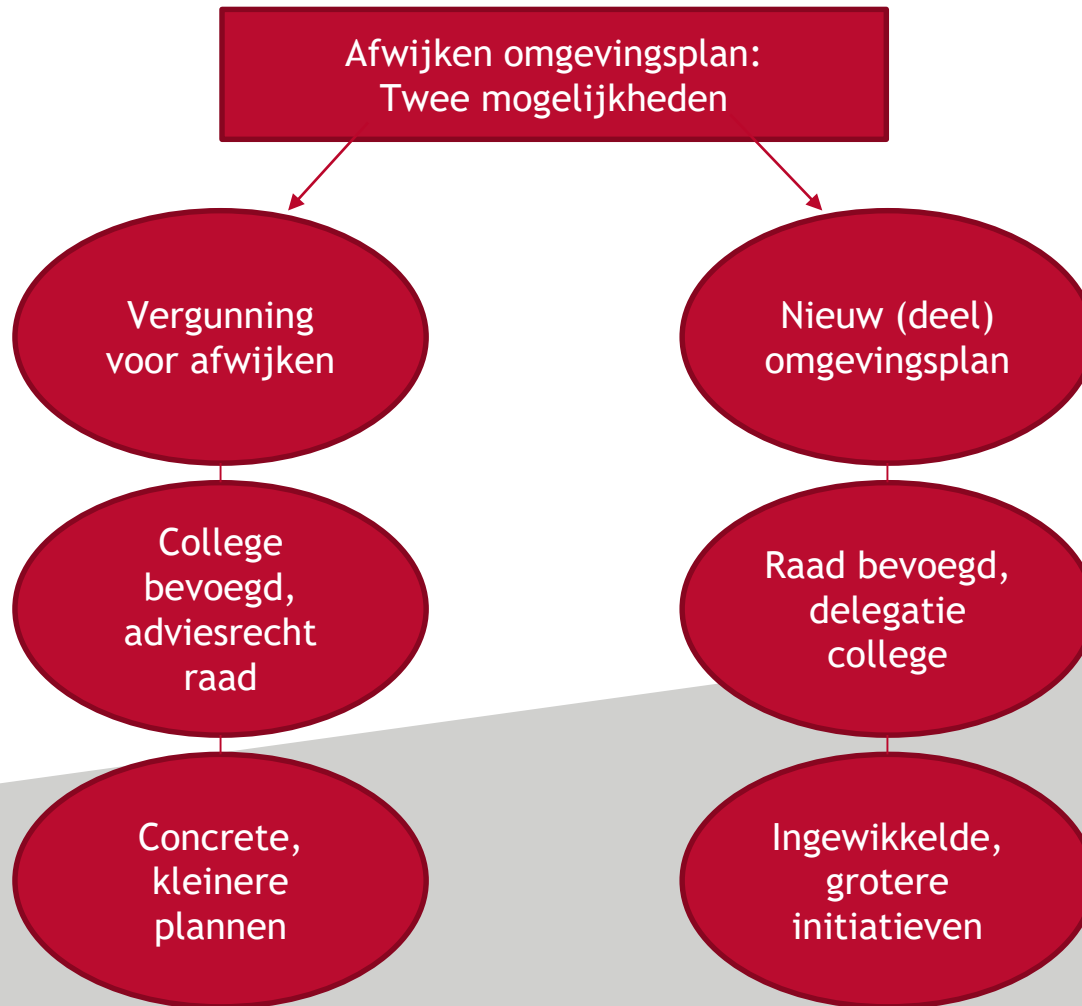 Afwijken omgevingsplan:
Twee mogelijkheden
Vergunning
voor afwijken
College
bevoegd,
adviesrecht
raad
Concrete,
kleinere
plannen
Nieuw (deel)
omgevingsplan
Raad bevoegd,
delegatie
college
Ingewikkelde,
grotere
initiatieven